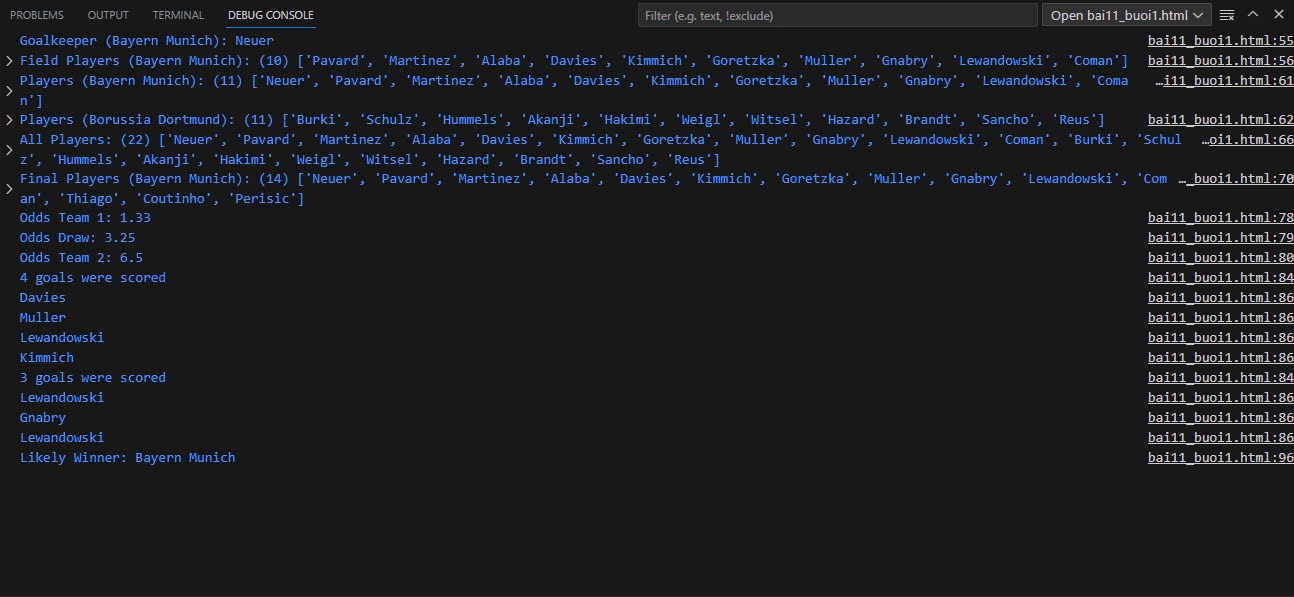 PROBLEMS OUTPUT TERMINAL DEBUG CONSOLE Filter (e.g. text, !exclude) Open bai11_buoi1.html
Goalkeeper (Bayern Munich): Neuer bai11_buoi1.html:55
Field Players (Bayern Munich): (10) ['Pavard', 'Martinez', 'Alaba', 'Davies', 'Kimmich', 'Goretzka', 'Muller', 'Gnabry', 'Lewandowski', 'Coman'] bai11_buoi1.html:56
Players (Bayern Munich): (11) ['Neuer', 'Pavard', 'Martinez', 'Alaba', 'Davies', 'Kimmich', 'Goretzka', 'Muller', 'Gnabry', 'Lewandowski', 'Coma …i11_buoi1.html:61
n']
Players (Borussia Dortmund): (11) ['Burki', 'Schulz', 'Hummels', 'Akanji', 'Hakimi', 'Weigl', 'Witsel', 'Hazard', 'Brandt', 'Sancho', 'Reus'] bai11_buoi1.html:62
All Players: (22) ['Neuer', 'Pavard', 'Martinez', 'Alaba', 'Davies', 'Kimmich', 'Goretzka', 'Muller', 'Gnabry', 'Lewandowski', 'Coman', 'Burki', 'Schul …oi1.html:66
z', 'Hummels', 'Akanji', 'Hakimi', 'Weigl', 'Witsel', 'Hazard', 'Brandt', 'Sancho', 'Reus']
Final Players (Bayern Munich): (14) ['Neuer', 'Pavard', 'Martinez', 'Alaba', 'Davies', 'Kimmich', 'Goretzka', 'Muller', 'Gnabry', 'Lewandowski', 'Com …_buoi1.html:70
an', 'Thiago', 'Coutinho', 'Perisic']
Odds Team 1: 1.33 bai11_buoi1.html:78
Odds Draw: 3.25 bai11_buoi1.html:79
Odds Team 2: 6.5 bai11_buoi1.html:80
4 goals were scored bai11_buoi1.html:84
Davies bai11_buoi1.html:86
Muller bai11_buoi1.html:86
Lewandowski bai11_buoi1.html:86
Kimmich bai11_buoi1.html:86
3 goals were scored bai11_buoi1.html:84
Lewandowski bai11_buoi1.html:86
Gnabry bai11_buoi1.html:86
Lewandowski bai11_buoi1.html:86
Likely Winner: Bayern Munich bai11_buoi1.html:96